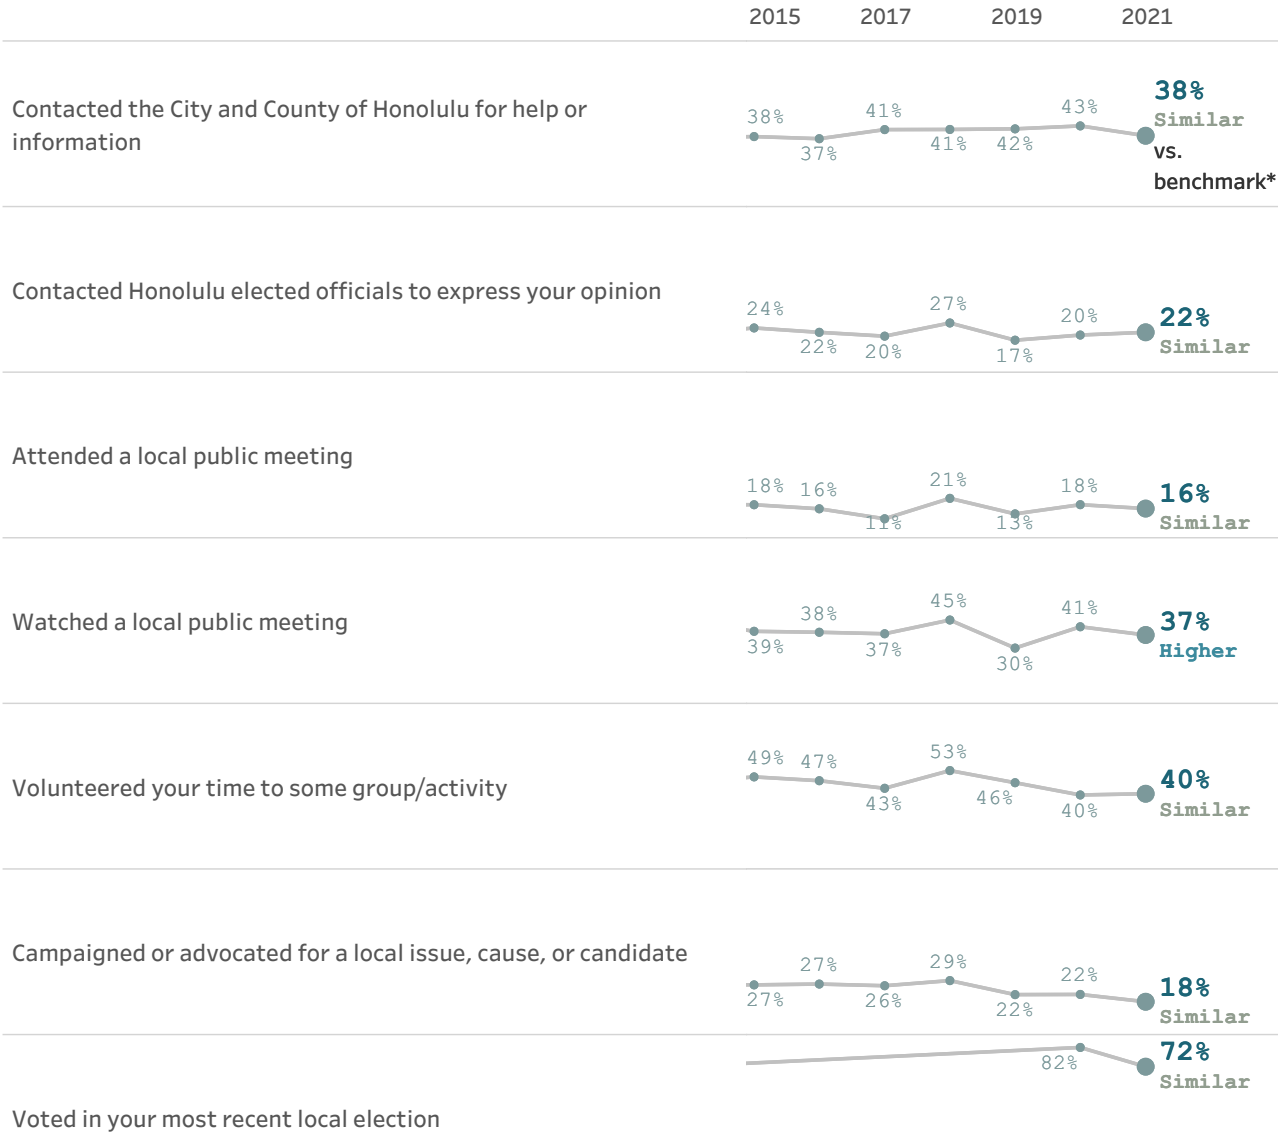 2015 2017 2019 2021
Contacted the City and County of Honolulu for help or
information
38% 37% 41% 41% 42% 43% 38%
Similar
vs.
benchmark*
Contacted Honolulu elected officials to express your opinion
24% 22% 20% 27% 17% 20% 22%
Similar
Attended a local public meeting
18% 16% 11% 21% 13% 18% 16%
Similar
Watched a local public meeting
39% 38% 37% 45% 30% 41% 37%
Higher
Volunteered your time to some group/activity
49% 47% 43% 53% 46% 40% 40%
Similar
Campaigned or advocated for a local issue, cause, or candidate
27% 27% 26% 29% 22% 22% 18%
Similar
82% 72%
Similar
Voted in your most recent local election